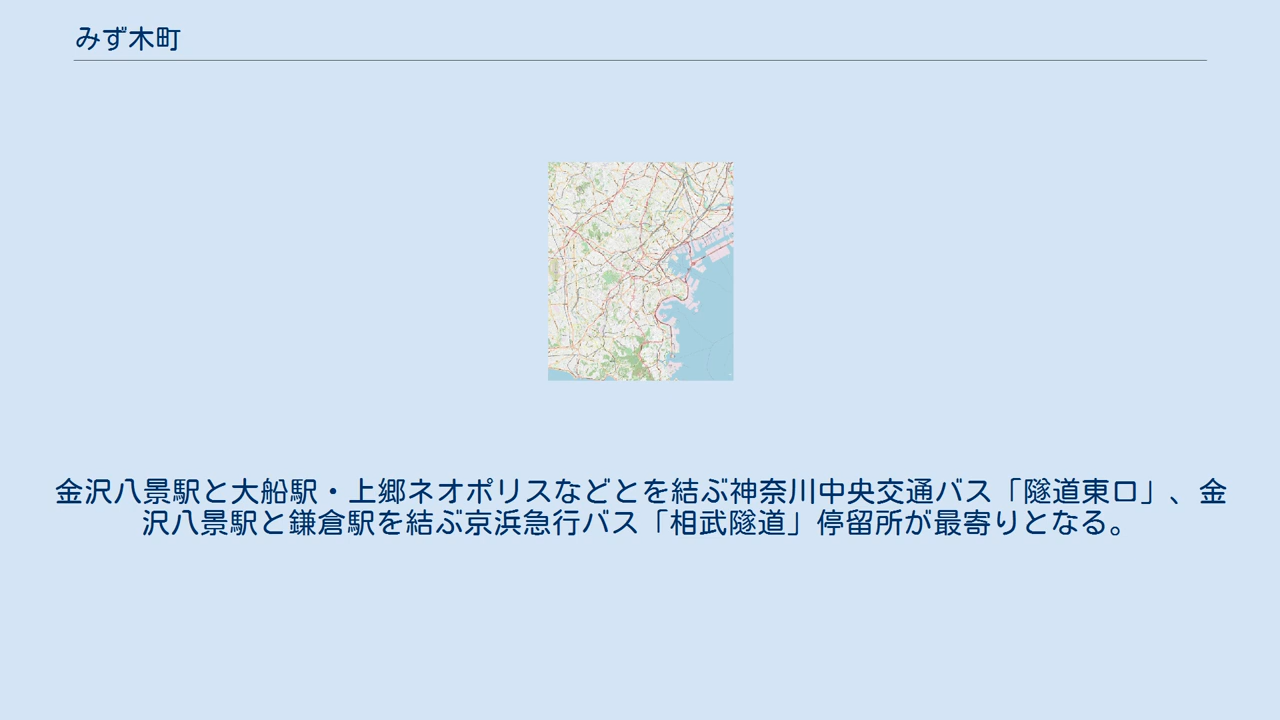 みず木町
金沢八景駅と大船駅・上郷ネオポリスなどとを結ぶ神奈川中央交通バス「隧道東口」、金
沢八景駅と鎌倉駅を結ぶ京浜急行バス「相武隧道」停留所が最寄りとなる。